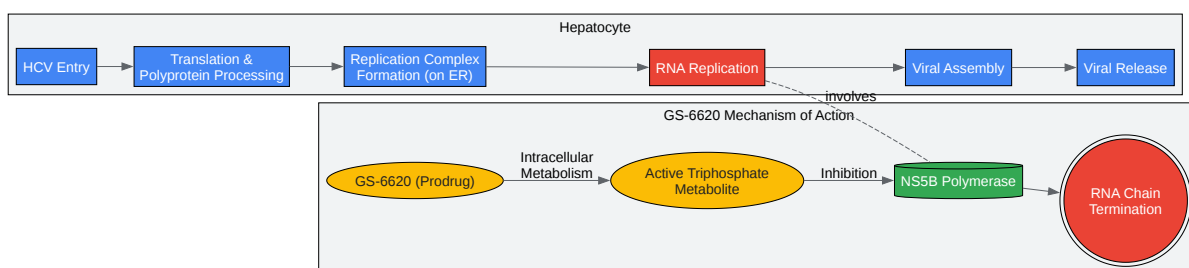 Hepatocyte
HCV Entry
Translation &
Polyprotein Processing
Replication Complex
Formation (on ER)
RNA Replication
Viral Assembly
Viral Release
involves
GS-6620 Mechanism of Action
GS-6620 (Prodrug)
Intracellular
Metabolism
Active Triphosphate
Metabolite
Inhibition
NS5B Polymerase
RNA Chain
Termination